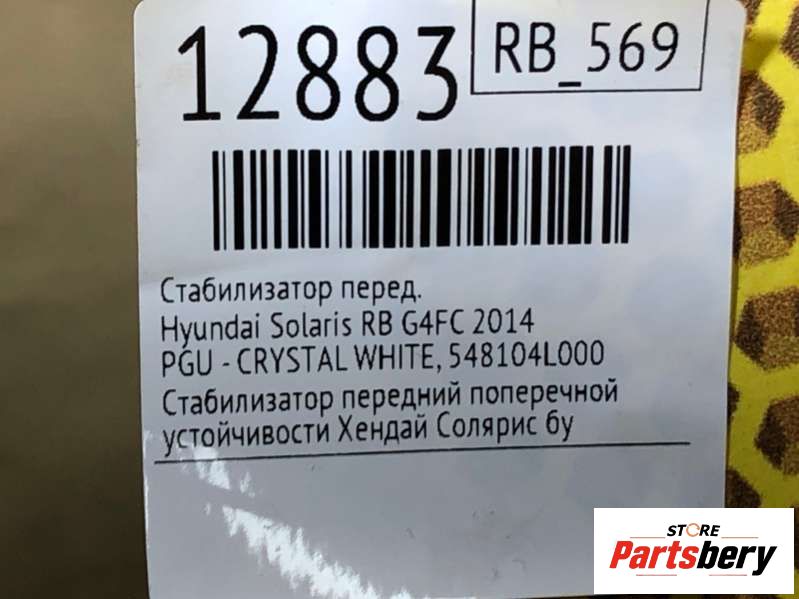 12883
RB_569
Стабилизатор перед.
Hyundai Solaris RB G4FC 2014
PGU - CRYSTAL WHITE, 548104L000
Стабилизатор передний поперечной
устойчивости Хендай Солярис бу
STORE
Partsbery